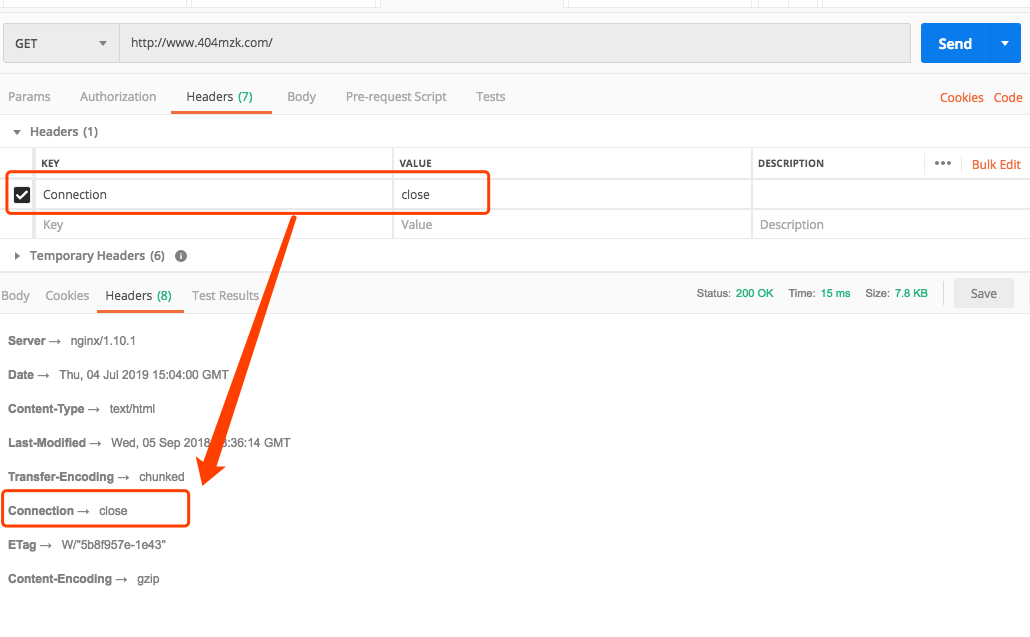 GET http://www.404mzk.com/ Send
Params Authorization Headers (7) Body Pre-request Script Tests Cookies Code
Headers (1)
KEY VALUE DESCRIPTION ••• Bulk Edit
Connection close
Key Value Description
Temporary Headers (6) i
Body Cookies Headers (8) Test Results Status: 200 OK Time: 15 ms Size: 7.8 KB Save
Server → nginx/1.10.1
Date → Thu, 04 Jul 2019 15:04:00 GMT
Content-Type → text/html
Last-Modified → Wed, 05 Sep 2018 :36:14 GMT
Transfer-Encoding → chunked
Connection → close
ETag → W/"5b8f957e-1e43"
Content-Encoding → gzip